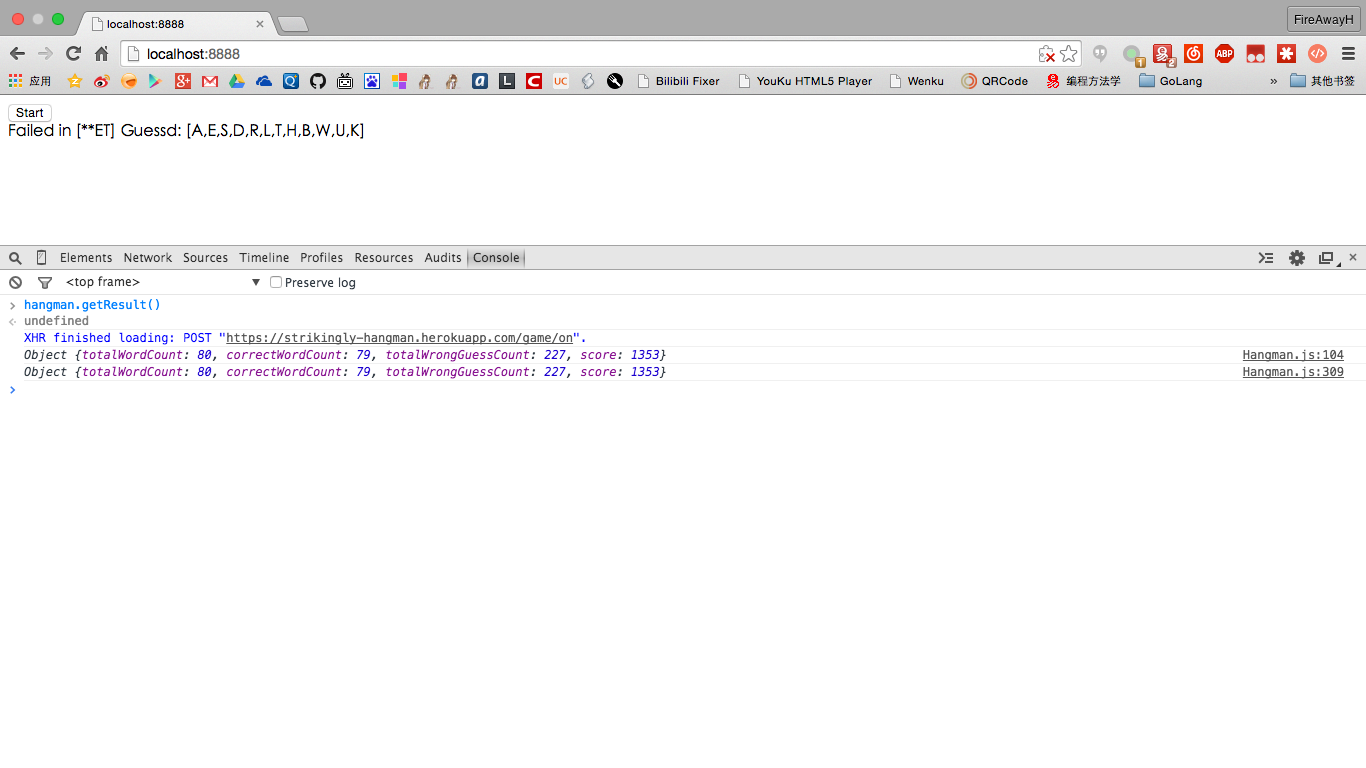 localhost:8888
FireAwayH
localhost:8888
1
2
ABP
应用
a
L
C
UC
Bilibili Fixer
YouKu HTML5 Player
Wenku
QRCode
编程方法学
GoLang
»
其他书签
Start
Failed in [**ET] Guessd: [A,E,S,D,R,L,T,H,B,W,U,K]
Elements Network Sources Timeline Profiles Resources Audits Console
<top frame> Preserve log
hangman.getResult()
undefined
XHR finished loading: POST "https://strikingly-hangman.herokuapp.com/game/on".
Object {totalWordCount: 80, correctWordCount: 79, totalWrongGuessCount: 227, score: 1353} Hangman.js:104
Object {totalWordCount: 80, correctWordCount: 79, totalWrongGuessCount: 227, score: 1353} Hangman.js:309